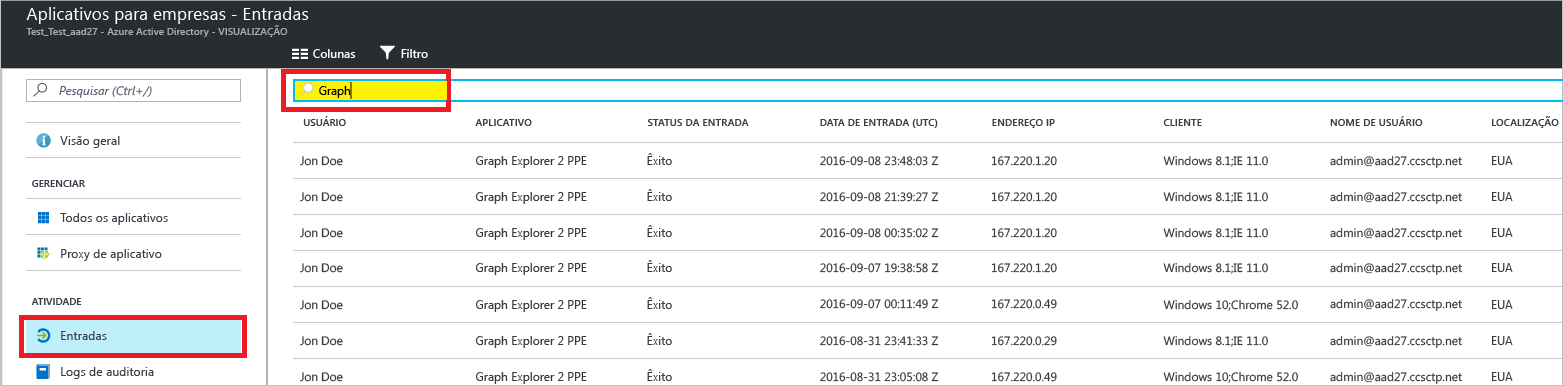 Aplicativos para empresas - Entradas
Test_Test_aad27 - Azure Active Directory - VISUALIZAÇÃO
Colunas Filtro
Pesquisar (Ctrl+/)
Visão geral
GERENCIAR
Todos os aplicativos
Proxy de aplicativo
ATIVIDADE
Entradas
Logs de auditoria
Graph
USUÁRIO APLICATIVO STATUS DA ENTRADA DATA DE ENTRADA (UTC) ENDEREÇO IP CLIENTE NOME DE USUÁRIO LOCALIZAÇÃO
Jon Doe Graph Explorer 2 PPE Êxito 2016-09-08 23:48:03 Z 167.220.1.20 Windows 8.1;IE 11.0 admin@aad27.ccsctp.net EUA
Jon Doe Graph Explorer 2 PPE Êxito 2016-09-08 21:39:27 Z 167.220.1.20 Windows 8.1;IE 11.0 admin@aad27.ccsctp.net EUA
Jon Doe Graph Explorer 2 PPE Êxito 2016-09-08 00:35:02 Z 167.220.1.20 Windows 8.1;IE 11.0 admin@aad27.ccsctp.net EUA
Jon Doe Graph Explorer 2 PPE Êxito 2016-09-07 19:38:58 Z 167.220.1.20 Windows 8.1;IE 11.0 admin@aad27.ccsctp.net EUA
Jon Doe Graph Explorer 2 PPE Êxito 2016-09-07 00:11:49 Z 167.220.0.49 Windows 10;Chrome 52.0 admin@aad27.ccsctp.net EUA
Jon Doe Graph Explorer 2 PPE Êxito 2016-08-31 23:41:33 Z 167.220.0.29 Windows 8.1;IE 11.0 admin@aad27.ccsctp.net EUA
Jon Doe Graph Explorer 2 PPE Êxito 2016-08-31 23:05:08 Z 167.220.0.49 Windows 10;Chrome 52.0 admin@aad27.ccsctp.net EUA